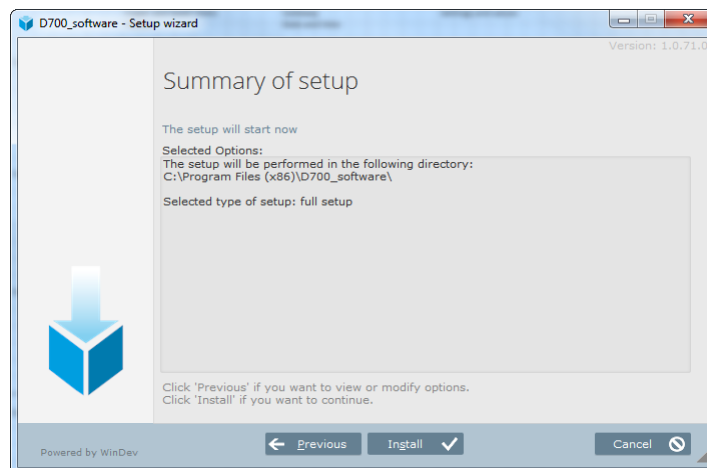 D700_software - Setup wizard
Version: 1.0.71.0
Summary of setup
The setup will start now
Selected Options:
The setup will be performed in the following directory:
C:\Program Files (x86)\D700_software\
Selected type of setup: full setup
Click 'Previous' if you want to view or modify options.
Click 'Install' if you want to continue.
Powered by WinDev
Previous
Install
Cancel